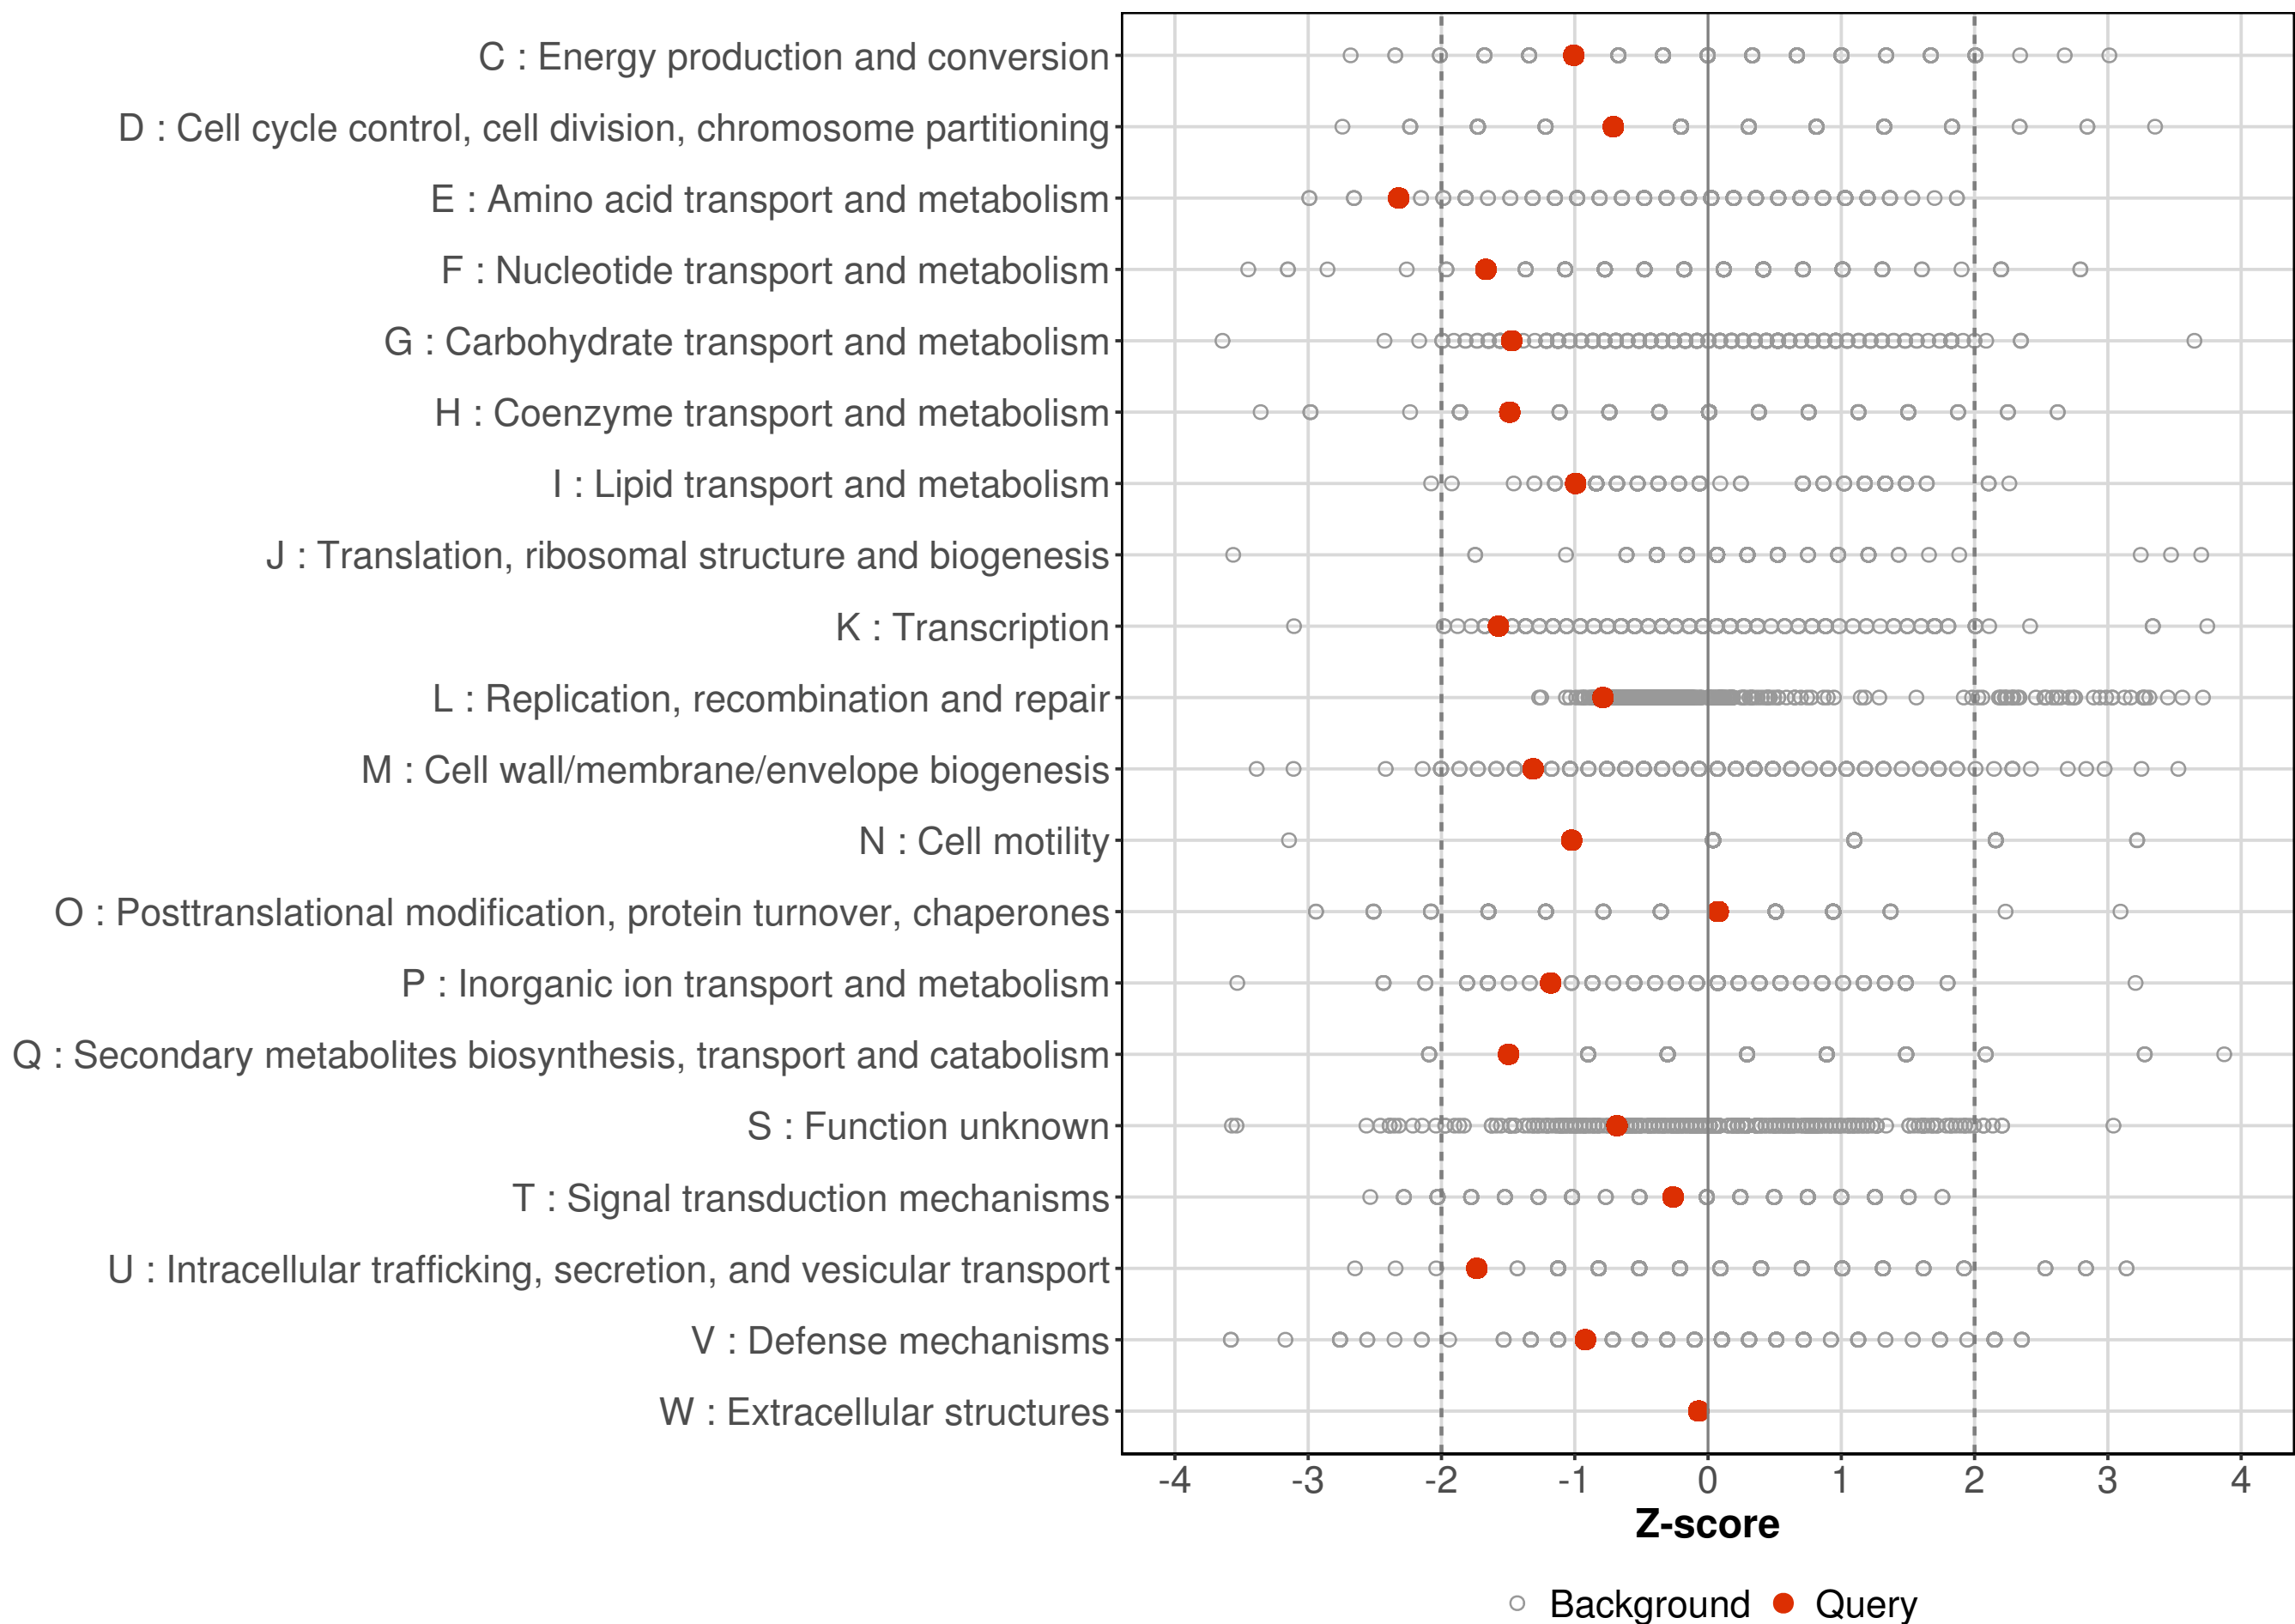 C : Energy production and conversion
D : Cell cycle control, cell division, chromosome partitioning
E : Amino acid transport and metabolism
F : Nucleotide transport and metabolism
G : Carbohydrate transport and metabolism
H : Coenzyme transport and metabolism
I : Lipid transport and metabolism
J : Translation, ribosomal structure and biogenesis
K : Transcription
L : Replication, recombination and repair
M : Cell wall/membrane/envelope biogenesis
N : Cell motility
O : Posttranslational modification, protein turnover, chaperones
P : Inorganic ion transport and metabolism
Q : Secondary metabolites biosynthesis, transport and catabolism
S : Function unknown
T : Signal transduction mechanisms
U : Intracellular trafficking, secretion, and vesicular transport
V : Defense mechanisms
W : Extracellular structures
-4 -3 -2 -1 0 1 2 3 4
Z-score
Background Query